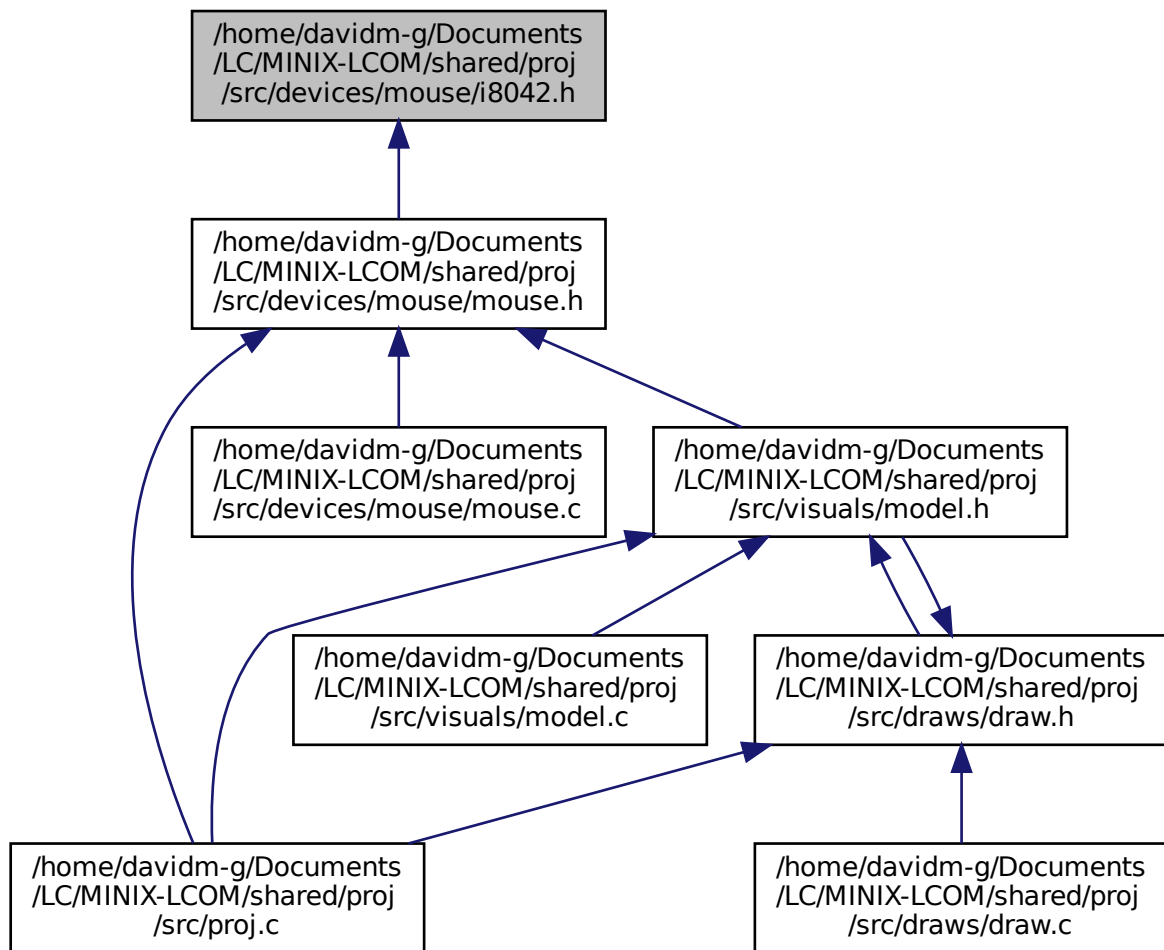 /home/davidm-g/Documents
/LC/MINIX-LCOM/shared/proj
/src/devices/mouse/i8042.h
/home/davidm-g/Documents
/LC/MINIX-LCOM/shared/proj
/src/devices/mouse/mouse.h
/home/davidm-g/Documents
/LC/MINIX-LCOM/shared/proj
/src/devices/mouse/mouse.c
/home/davidm-g/Documents
/LC/MINIX-LCOM/shared/proj
/src/visuals/model.h
/home/davidm-g/Documents
/LC/MINIX-LCOM/shared/proj
/src/visuals/model.c
/home/davidm-g/Documents
/LC/MINIX-LCOM/shared/proj
/src/draws/draw.h
/home/davidm-g/Documents
/LC/MINIX-LCOM/shared/proj
/src/proj.c
/home/davidm-g/Documents
/LC/MINIX-LCOM/shared/proj
/src/draws/draw.c